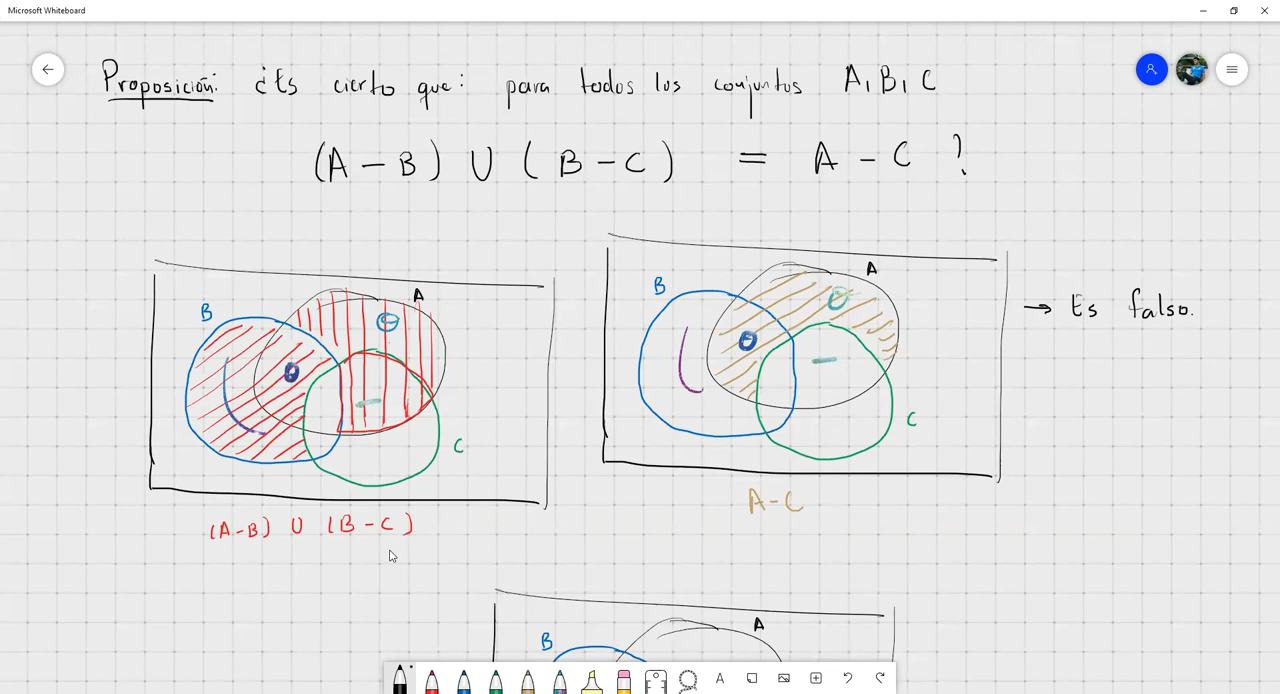 Microsoft Whiteboard
Proposición: ¿Es cierto que: para todos los conjuntos A, B, C
(A - B) ∪ (B - C) = A - C ?
B
A
C
(A-B) ∪ (B-C)
B
A
C
A-C
→ Es falso.
B
A
A